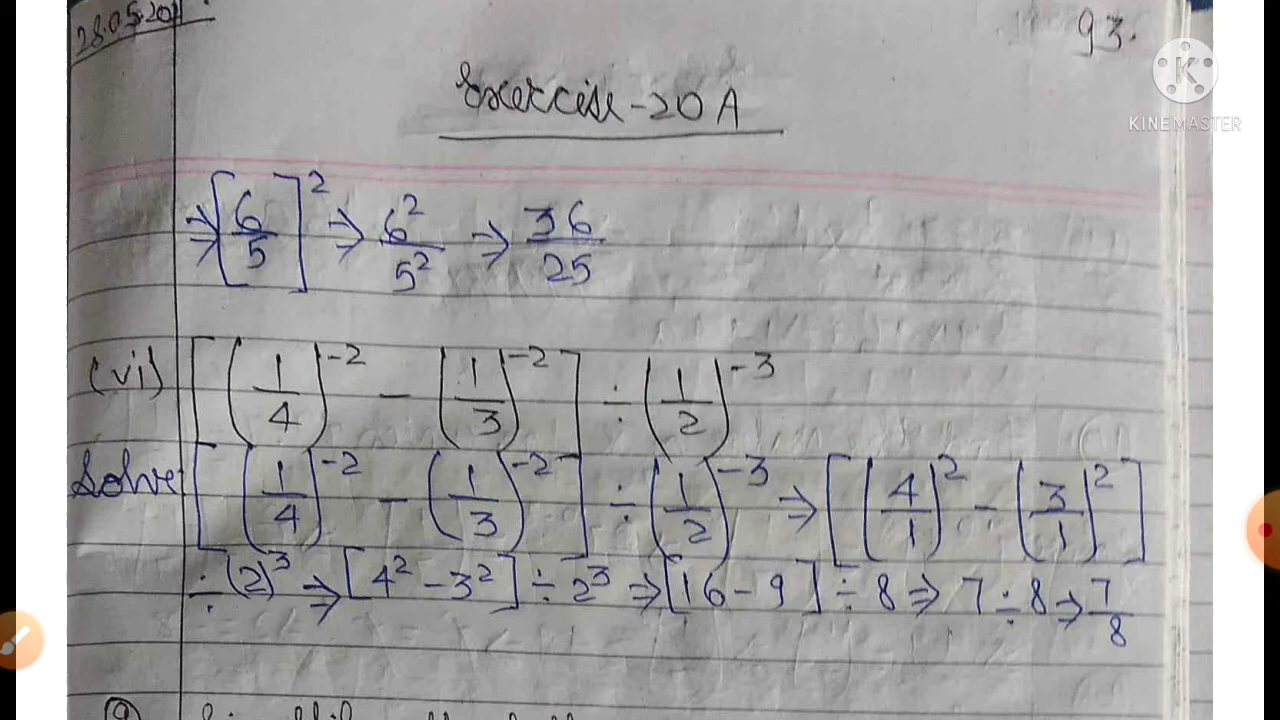 28.05.20
93.
KINEMASTER
Exercise-20 A
⇒ [6/5]² ⇒ 6²/5² ⇒ 36/25
(vi) [(1/4)⁻² - (1/3)⁻²] ÷ (1/2)⁻³
Solve [(1/4)⁻² - (1/3)⁻²] ÷ (1/2)⁻³ ⇒ [(4/1)² - (3/1)²]
÷ (2)³ ⇒ [4² - 3²] ÷ 2³ ⇒ [16 - 9] ÷ 8 ⇒ 7 ÷ 8 ⇒ 7/8